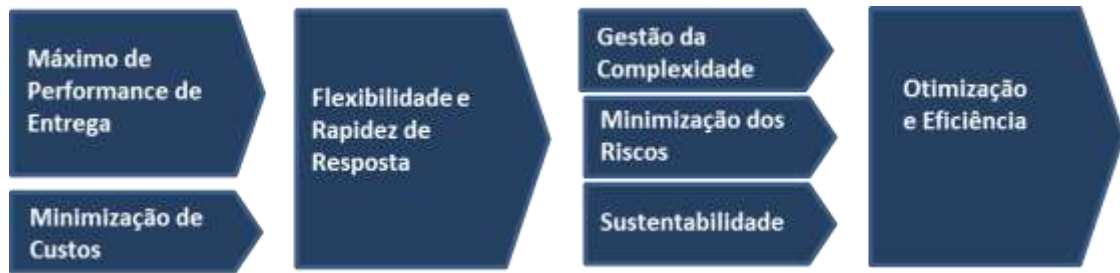 Máximo de
Performance de
Entrega
Minimização de
Custos
Flexibilidade e
Rapidez de
Resposta
Gestão da
Complexidade
Minimização dos
Riscos
Sustentabilidade
Otimização
e Eficiência